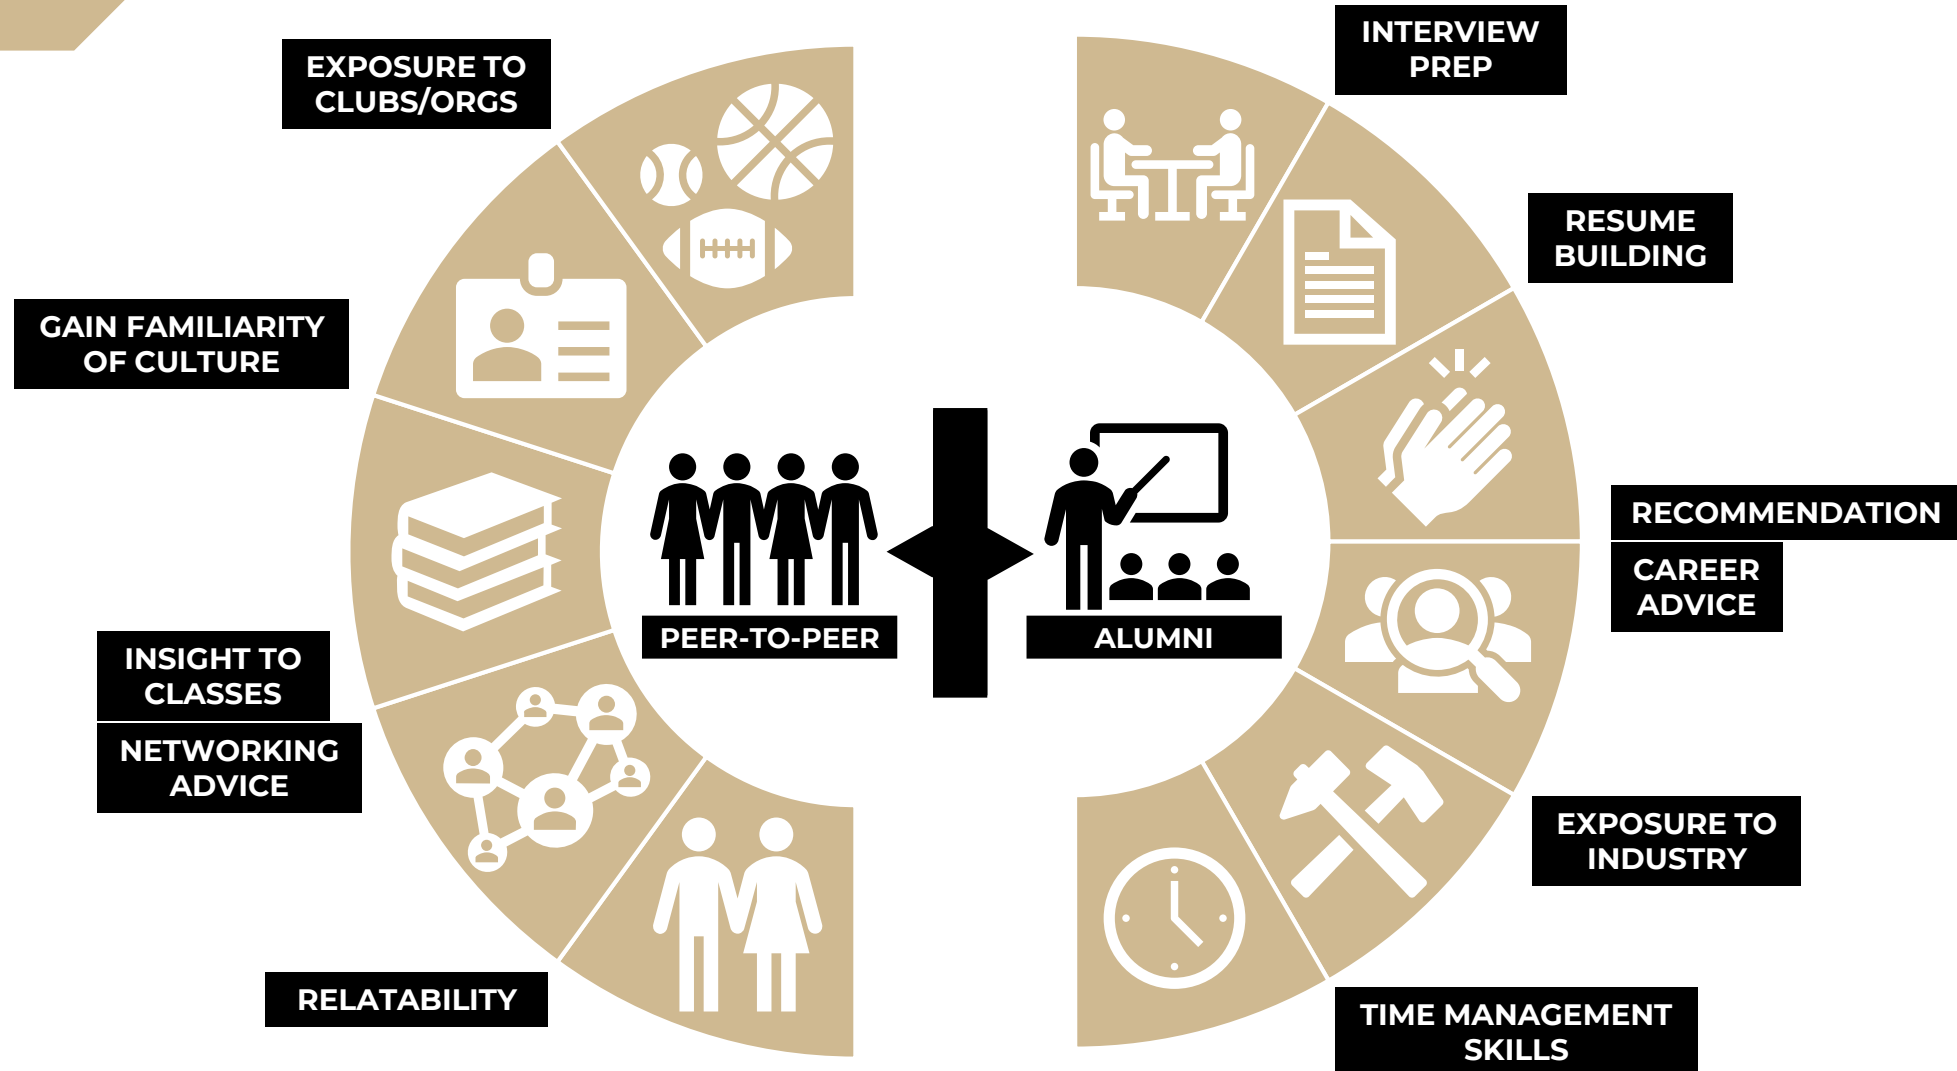 EXPOSURE TO
CLUBS/ORGS
GAIN FAMILIARITY
OF CULTURE
INSIGHT TO
CLASSES
NETWORKING
ADVICE
RELATABILITY
PEER-TO-PEER
ALUMNI
INTERVIEW
PREP
RESUME
BUILDING
RECOMMENDATION
CAREER
ADVICE
EXPOSURE TO
INDUSTRY
TIME MANAGEMENT
SKILLS